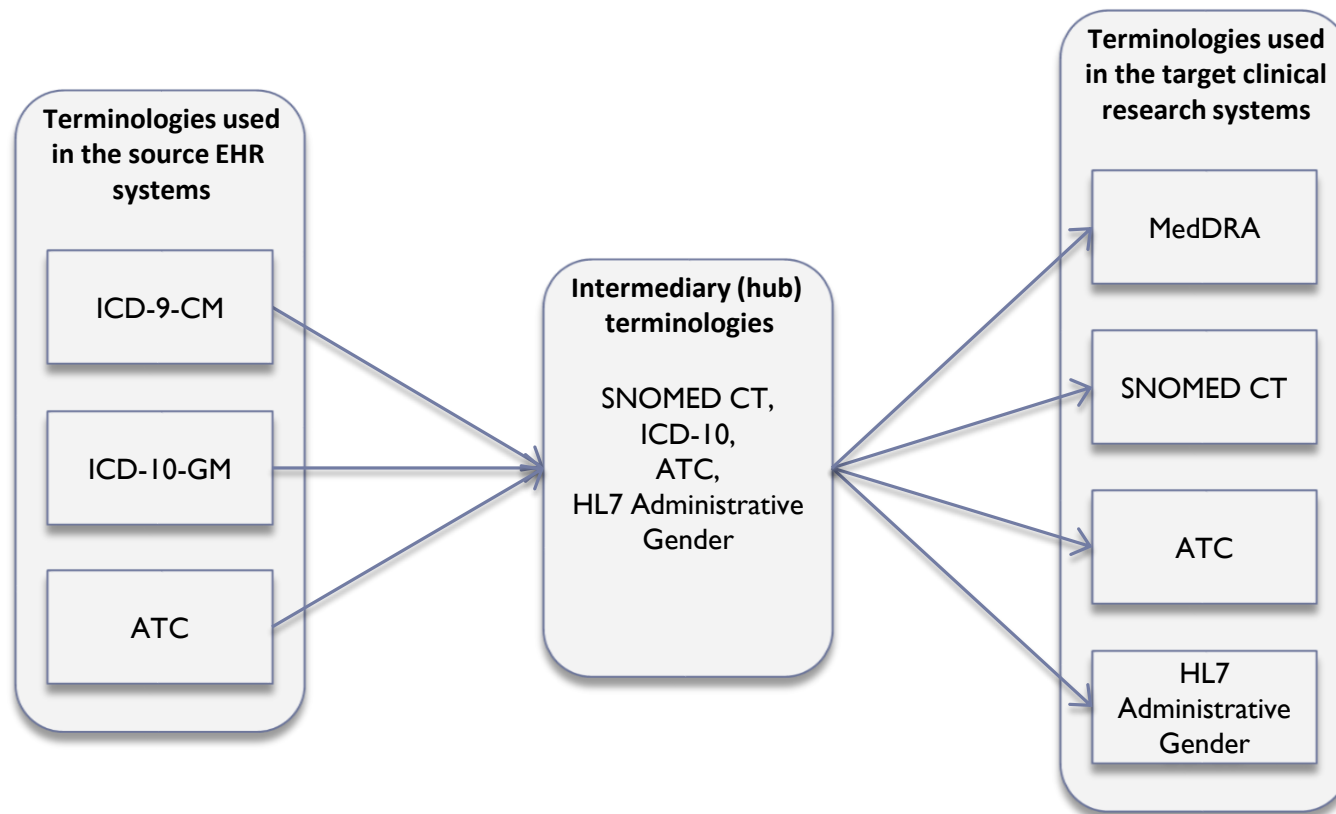 Terminologies used
in the source EHR
systems
ICD-9-CM
ICD-10-GM
ATC
Intermediary (hub)
terminologies
SNOMED CT,
ICD-10,
ATC,
HL7 Administrative
Gender
Terminologies used
in the target clinical
research systems
MedDRA
SNOMED CT
ATC
HL7
Administrative
Gender